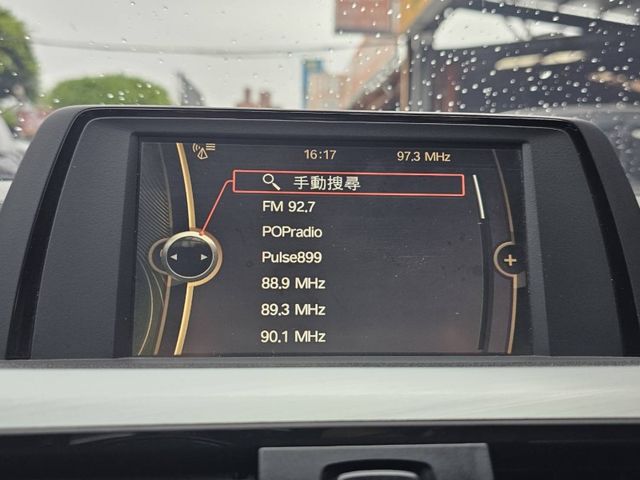 16:17 97.3 MHz
手動搜尋
FM 92.7
POPradio
Pulse899
88.9 MHz
89.3 MHz
90.1 MHz